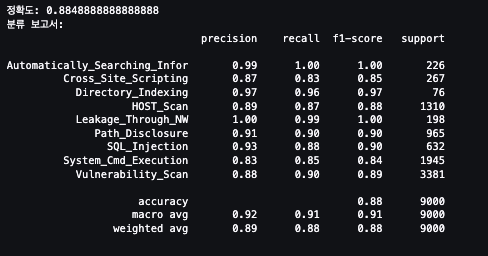 정확도: 0.8848888888888888
분류 보고서:
precision recall f1-score support
Automatically_Searching_Infor 0.99 1.00 1.00 226
Cross_Site_Scripting 0.87 0.83 0.85 267
Directory_Indexing 0.97 0.96 0.97 76
HOST_Scan 0.89 0.87 0.88 1310
Leakage_Through_NW 1.00 0.99 1.00 198
Path_Disclosure 0.91 0.90 0.90 965
SQL_Injection 0.93 0.88 0.90 632
System_Cmd_Execution 0.83 0.85 0.84 1945
Vulnerability_Scan 0.88 0.90 0.89 3381
accuracy 0.88 9000
macro avg 0.92 0.91 0.91 9000
weighted avg 0.89 0.88 0.88 9000